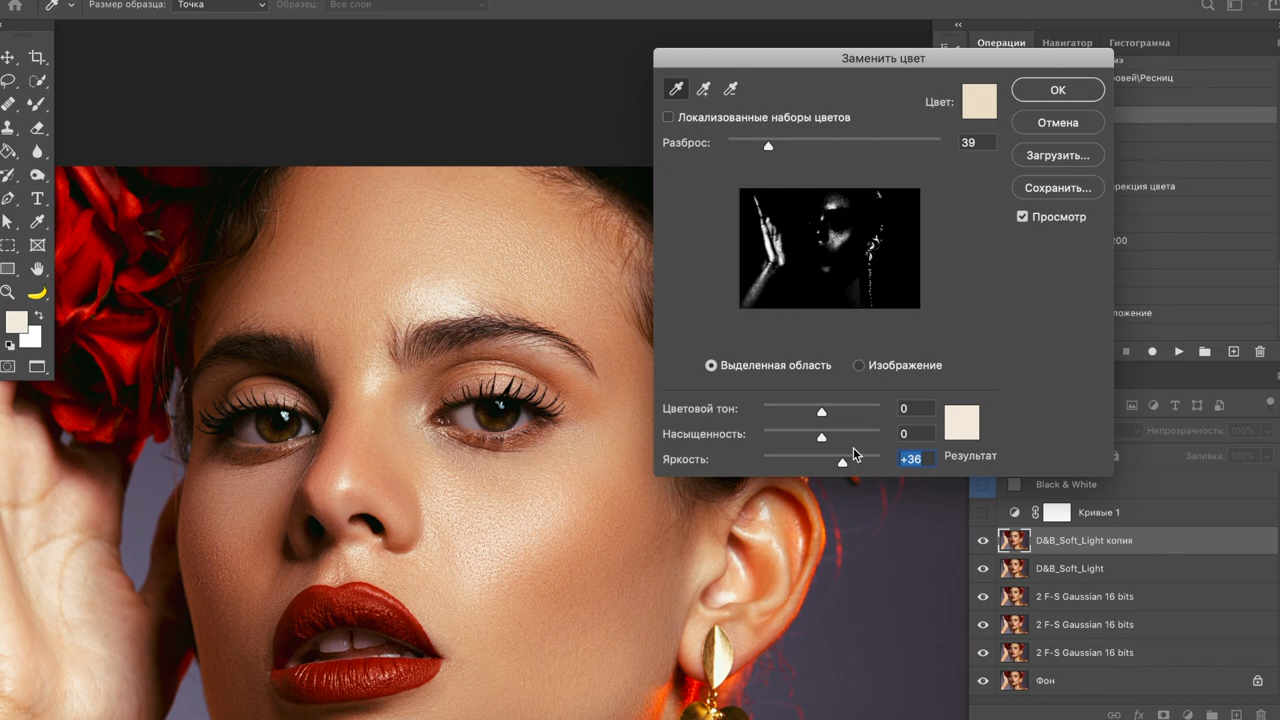 Размер образца: Точка Образец: Все слои
Операции Навигатор Гистограмма
Заменить цвет
ровей\Ресниц
Цвет:
OK
Локализованные наборы цветов
Отмена
Разброс: 39
Загрузить...
Сохранить...
рекция цвета
Просмотр
200
ложение
Выделенная область Изображение
Цветовой тон: 0
Непрозрачность: 100%
Насыщенность: 0
Заливка: 100%
Яркость: +36 Результат
Black & White
Кривые 1
D&B_Soft_Light копия
D&B_Soft_Light
2 F-S Gaussian 16 bits
2 F-S Gaussian 16 bits
2 F-S Gaussian 16 bits
Фон
fx